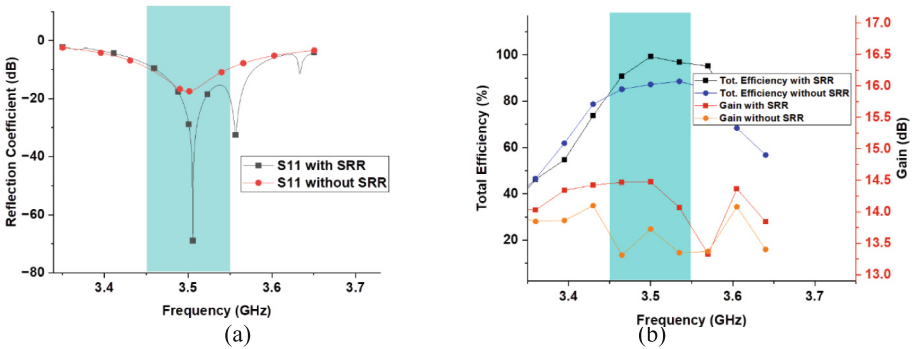 (a)
Reflection Coefficient (dB)
0
−20
−40
−60
−80
S11 with SRR
S11 without SRR
3.4
3.5
3.6
3.7
Frequency (GHz)
(a)
(b)
Total Efficiency (%)
100
80
60
40
20
Tot. Efficiency with SRR
Tot. Efficiency without SRR
Gain with SRR
Gain without SRR
17.0
16.5
16.0
15.5
15.0
14.5
14.0
13.5
13.0
Gain (dB)
3.4
3.5
3.6
3.7
Frequency (GHz)
(b)